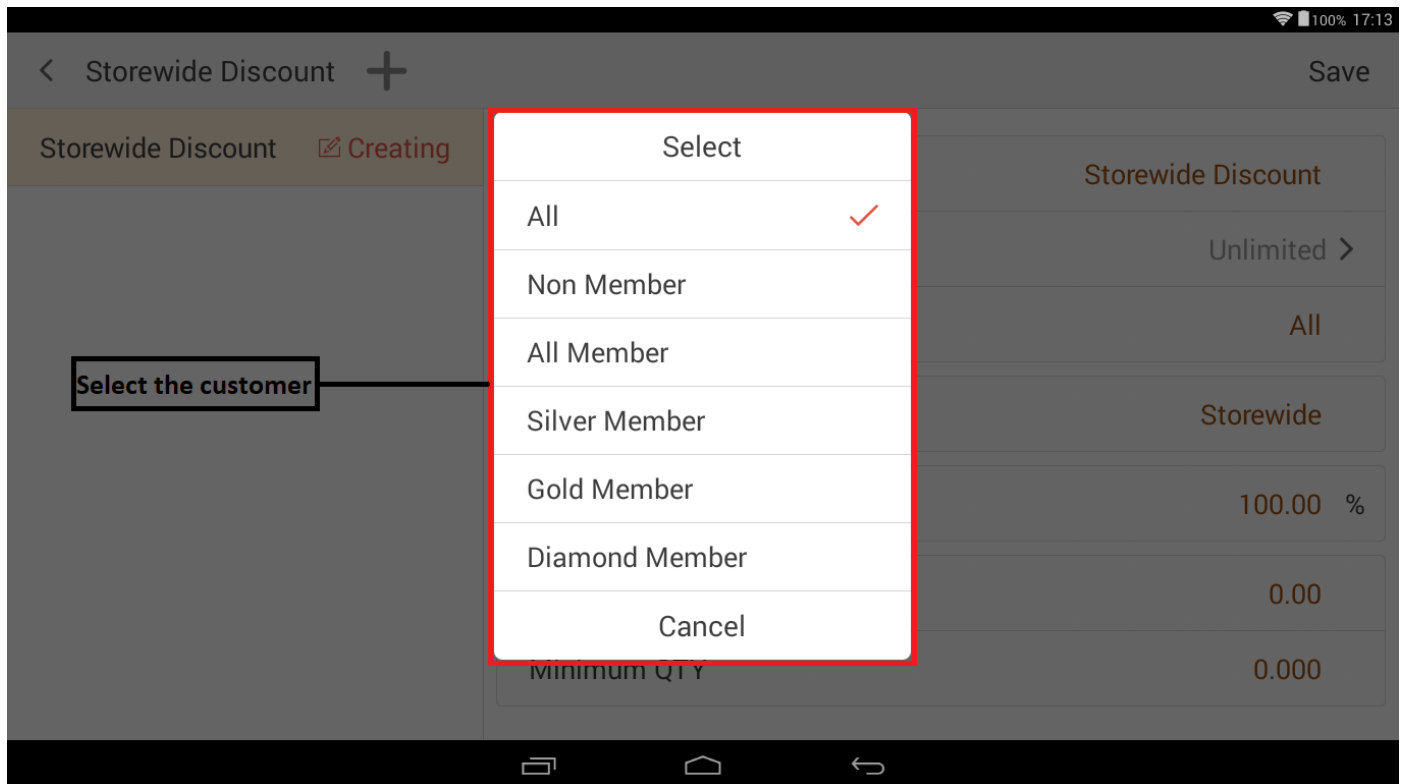 100% 17:13
Storewide Discount
Save
Storewide Discount Creating
Select
All
Non Member
All Member
Silver Member
Gold Member
Diamond Member
Cancel
Select the customer
Storewide Discount
Unlimited
All
Storewide
100.00 %
0.00
Minimum QTY 0.000